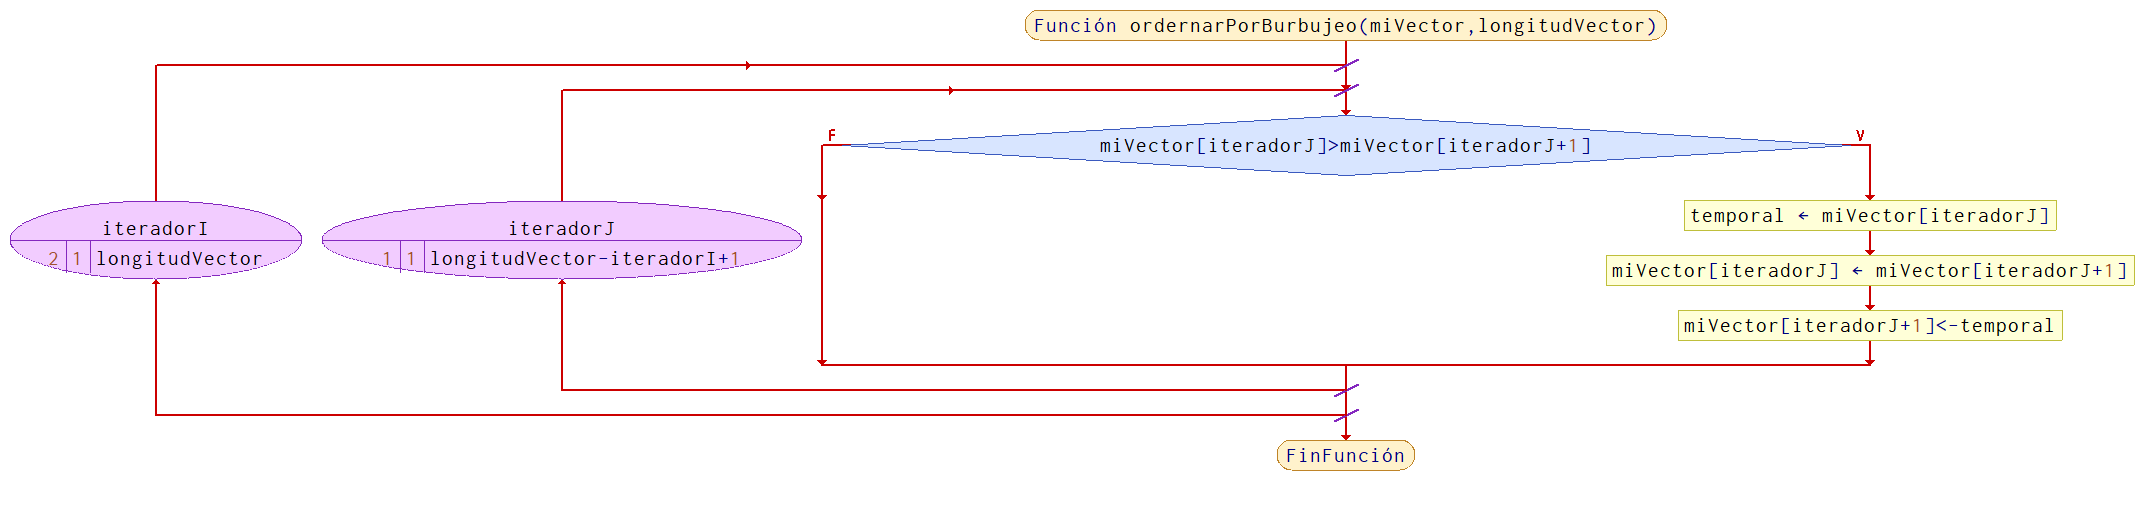 Función ordernarPorBurbujeo(miVector,longitudVector)
F
V
miVector[iteradorJ]>miVector[iteradorJ+1]
iteradorI
2 1 longitudVector
iteradorJ
1 1 longitudVector-iteradorI+1
temporal ← miVector[iteradorJ]
miVector[iteradorJ] ← miVector[iteradorJ+1]
miVector[iteradorJ+1]<-temporal
FinFunción